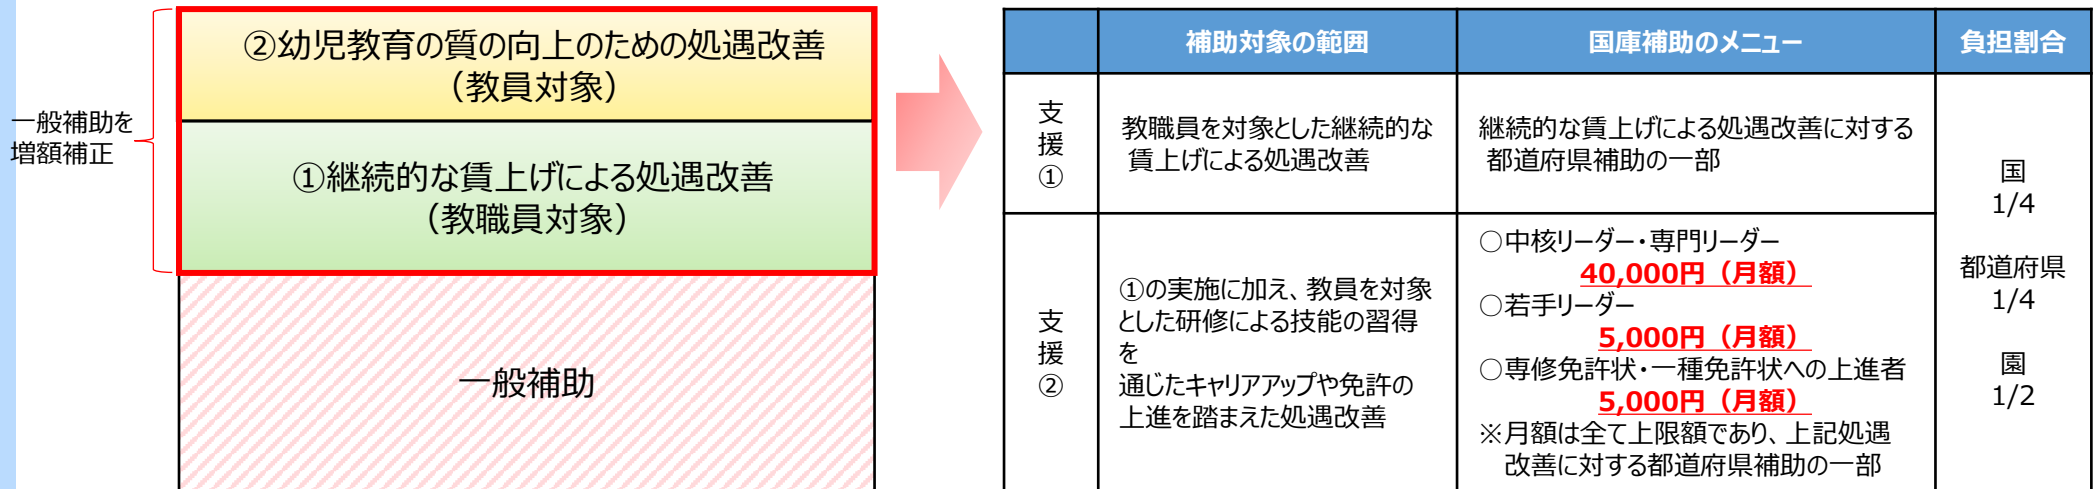 一般補助を
増額補正
②幼児教育の質の向上のための処遇改善
（教員対象）
①継続的な賃上げによる処遇改善
（教職員対象）
一般補助
補助対象の範囲
国庫補助のメニュー
負担割合
支
援
①
教職員を対象とした継続的な
賃上げによる処遇改善
継続的な賃上げによる処遇改善に対する
都道府県補助の一部
支
援
②
①の実施に加え、教員を対象
とした研修による技能の習得
を
通じたキャリアアップや免許の
上進を踏まえた処遇改善
○中核リーダー・専門リーダー
40,000円（月額）
○若手リーダー
5,000円（月額）
○専修免許状・一種免許状への上進者
5,000円（月額）
※月額は全て上限額であり、上記処遇
改善に対する都道府県補助の一部
国
1/4
都道府県
1/4
園
1/2